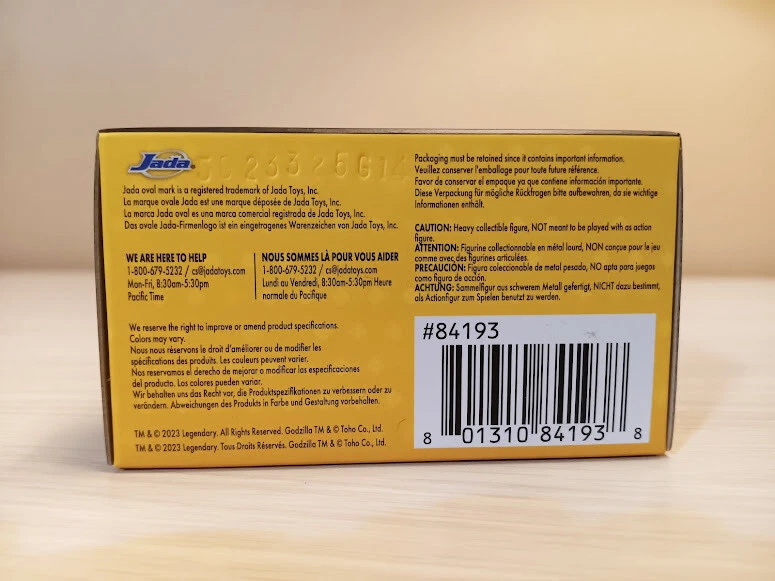 Jada®
Jada oval mark is a registered trademark of Jada Toys, Inc.
La marque ovale Jada est une marque déposée de Jada Toys, Inc.
La marca Jada oval es una marca comercial registrada de Jada Toys, Inc.
Das ovale Jada-Firmenlogo ist ein eingetragenes Warenzeichen van Jada Toys, Inc.
WE ARE HERE TO HELP
1-800-679-5232 / cs@jadatoys.com
Mon-Fri, 8:30am-5:30pm
Pacific Time
NOUS SOMMES LÀ POUR VOUS AIDER
1-800-679-5232 / cs@jadatoys.com
Lundi au Vendredi, 8:30am-5:30pm Heure
normale du Pacifique
We reserve the right to improve or amend product specifications.
Colors may vary.
Nous nous réservons le droit d'améliorer ou de modifier les
spécifications des produits. Les couleurs peuvent varier.
Nos reservamos el derecho de mejorar o modificar las especificaciones
del producto. Los colores pueden variar.
Wir behalten uns das Recht vor, die Produktspezifikationen zu verbessern oder zu
verändern. Abweichungen des Produkts in Farbe und Gestaltung vorbehalten.
TM & © 2023 Legendary. All Rights Reserved. Godzilla TM & © Toho Co., Ltd.
TM & © 2023 Legendary. Tous Droits Réservés. Godzilla TM & © Toho Co., Ltd.
Packaging must be retained since it contains important information.
Veuillez conserver l'emballage pour toute future référence.
Favor de conservar el empaque ya que contiene información importante.
Diese Verpackung für mögliche Rückfragen bitte aufbewahren, da sie wichtige
Informationen enthält.
CAUTION: Heavy collectible figure, NOT meant to be played with as action
figure.
ATTENTION: Figurine collectionnable en métal lourd, NON conçue pour le jeu
comme avec des figurines articulées.
PRECAUCION: Figura coleccionable de metal pesado, NO apta para juegos
como figura de acción.
ACHTUNG: Sammelfigur aus schwerem Metall gefertigt, NICHT dazu bestimmt,
als Actionfigur zum Spielen benutzt zu werden.
#84193
8 01310 84193 8